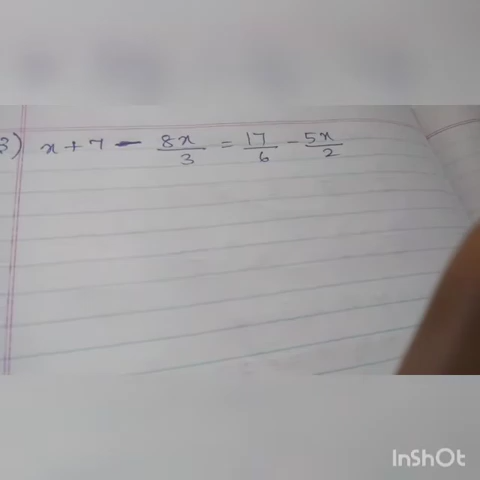 3) x + 7 - 8x/3 = 17/6 - 5x/2
InShOt